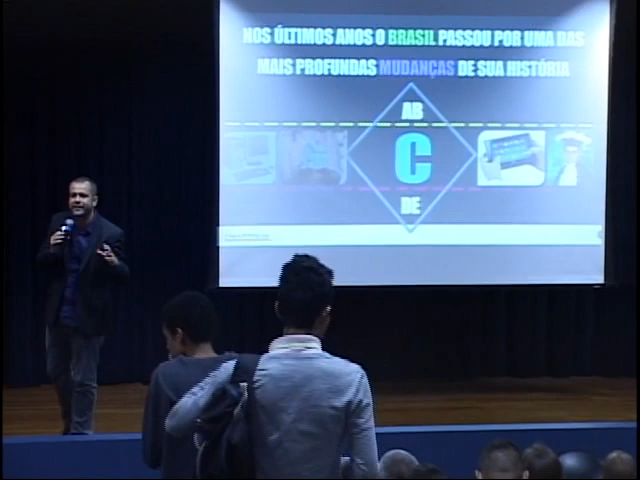 NOS ÚLTIMOS ANOS O BRASIL PASSOU POR UMA DAS
MAIS PROFUNDAS MUDANÇAS DE SUA HISTÓRIA
AB
C
DE